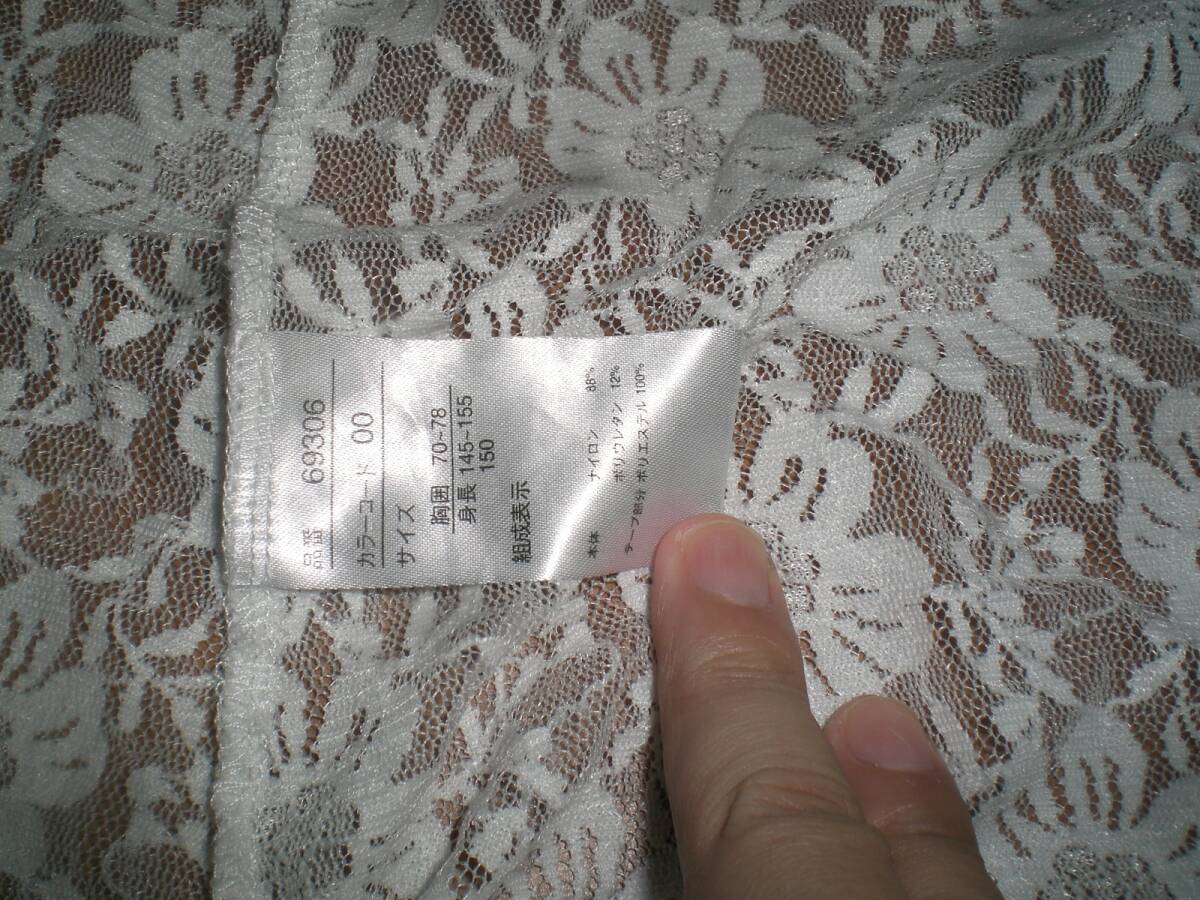 品番 69306
カラーコード 00
サイズ
胸囲 70~78
身長 145~155
150
組成表示
本体 ナイロン 88%
ポリウレタン 12%
テープ部分 ポリエステル 100%